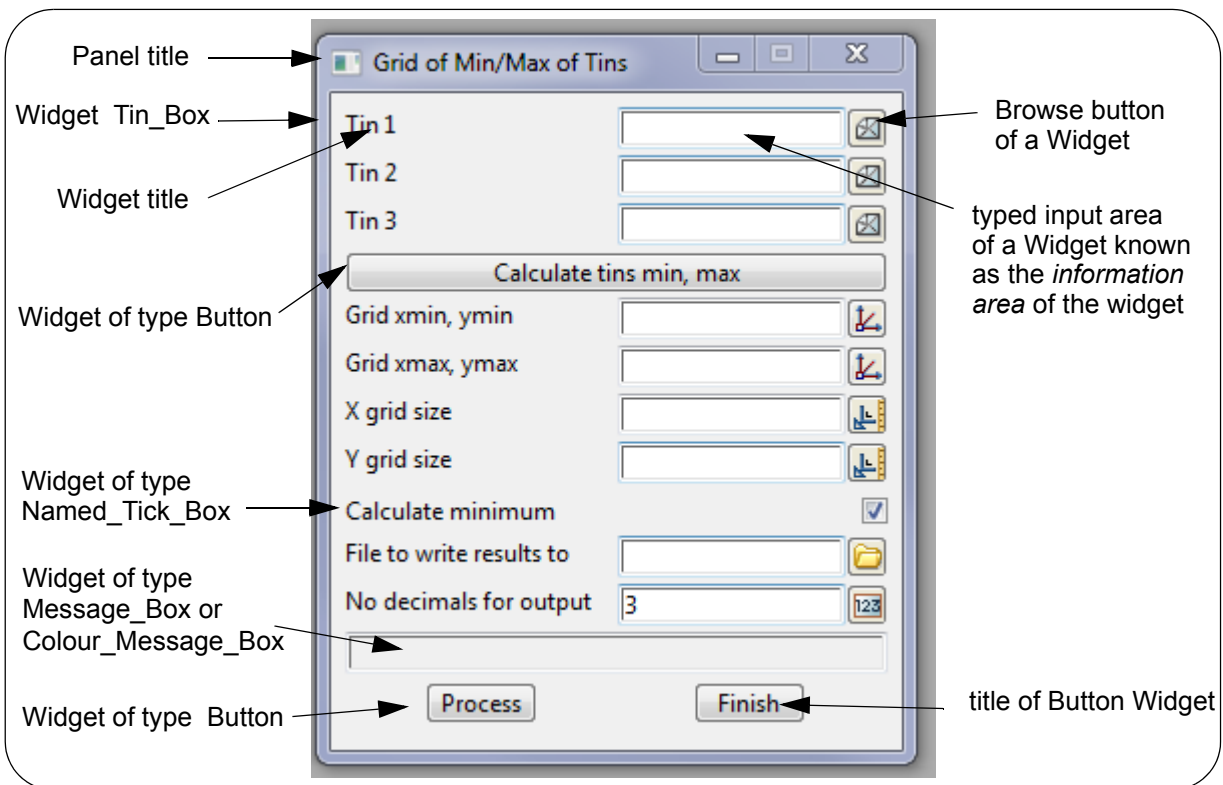 Panel title
Grid of Min/Max of Tins
Widget Tin_Box
Tin 1
Browse button
of a Widget
Tin 2
Widget title
Tin 3
typed input area
of a Widget known
as the information
area of the widget
Calculate tins min, max
Widget of type Button
Grid xmin, ymin
Grid xmax, ymax
X grid size
Y grid size
Widget of type
Named_Tick_Box
Calculate minimum
File to write results to
Widget of type
Message_Box or
Colour_Message_Box
No decimals for output
3
123
Widget of type Button
Process
Finish
title of Button Widget